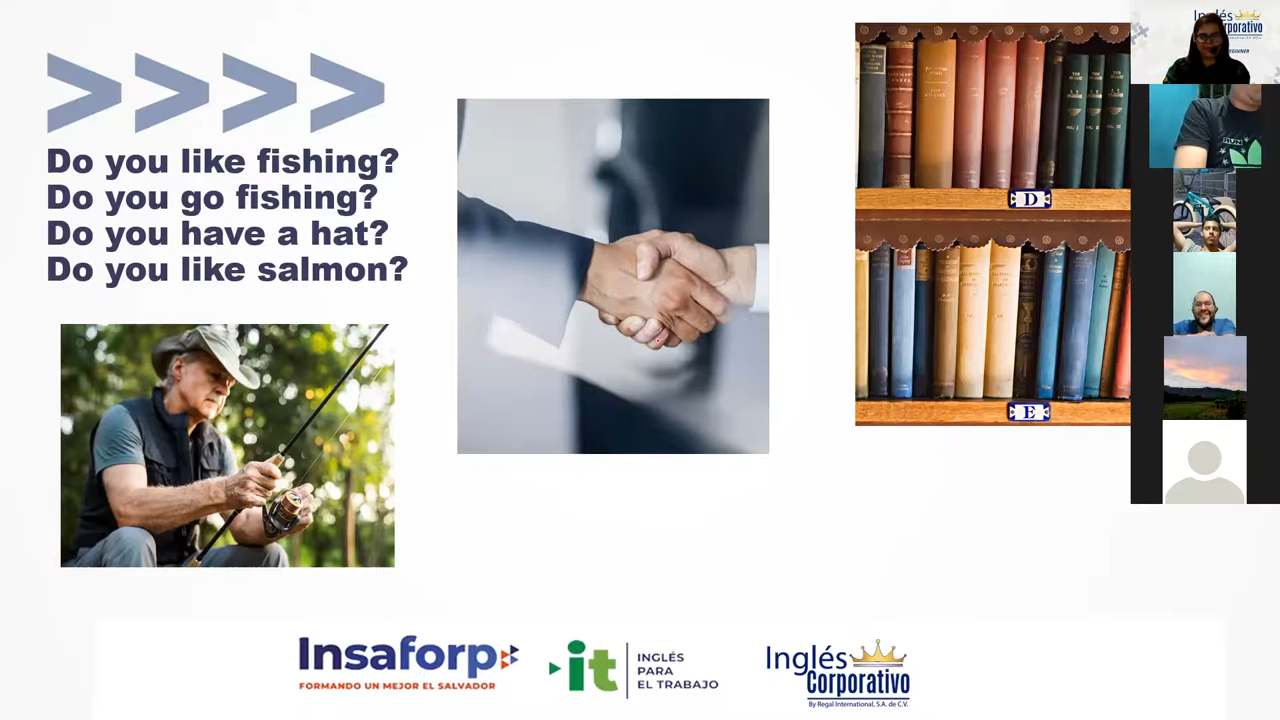 >>>>
Do you like fishing?
Do you go fishing?
Do you have a hat?
Do you like salmon?
D
E
Insaforp
FORMANDO UN MEJOR EL SALVADOR
it
INGLÉS
PARA
EL TRABAJO
Inglés
Corporativo
By Regal International, S.A. de C.V.
Inglés
RUN